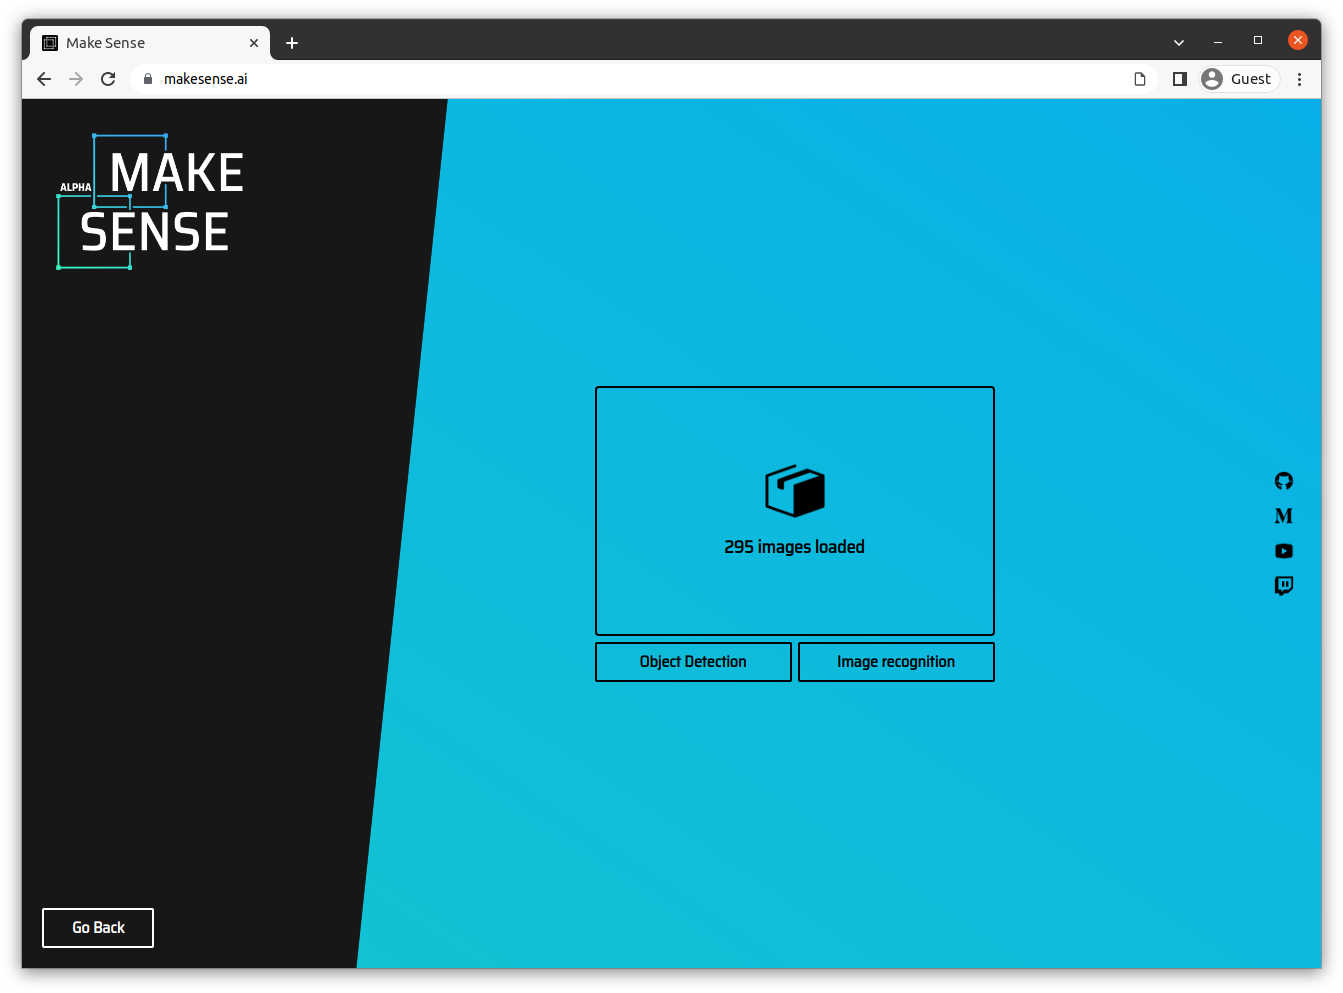 Make Sense
makesense.ai
Guest
MAKE
ALPHA
SENSE
295 images loaded
Object Detection
Image recognition
Go Back